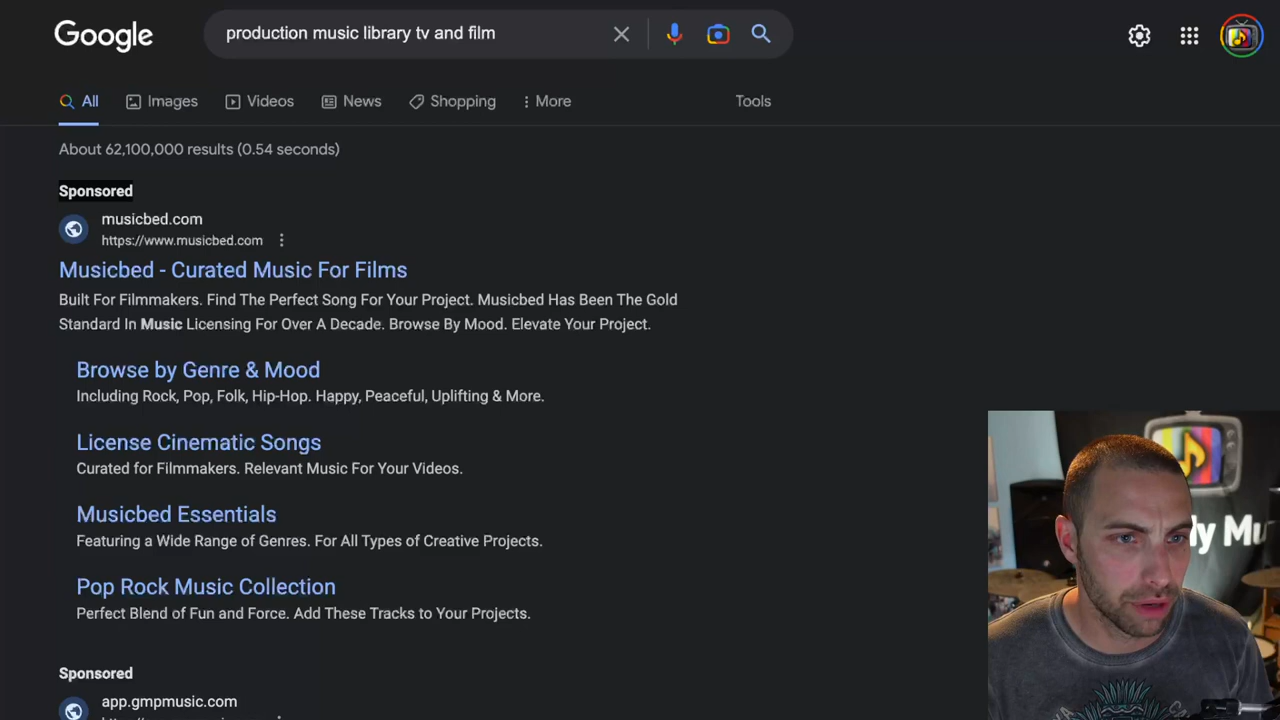 Google
production music library tv and film
All
Images
Videos
News
Shopping
More
Tools
About 62,100,000 results (0.54 seconds)
Sponsored
musicbed.com
https://www.musicbed.com
Musicbed - Curated Music For Films
Built For Filmmakers. Find The Perfect Song For Your Project. Musicbed Has Been The Gold
Standard In Music Licensing For Over A Decade. Browse By Mood. Elevate Your Project.
Browse by Genre & Mood
Including Rock, Pop, Folk, Hip-Hop. Happy, Peaceful, Uplifting & More.
License Cinematic Songs
Curated for Filmmakers. Relevant Music For Your Videos.
Musicbed Essentials
Featuring a Wide Range of Genres. For All Types of Creative Projects.
Pop Rock Music Collection
Perfect Blend of Fun and Force. Add These Tracks to Your Projects.
Sponsored
app.gmpmusic.com